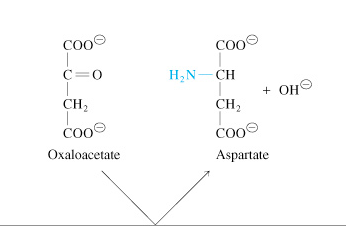 COO⊖ COO⊖
C=O H₂N—CH + OH⊖
CH₂ CH₂
COO⊖ COO⊖
Oxaloacetate Aspartate